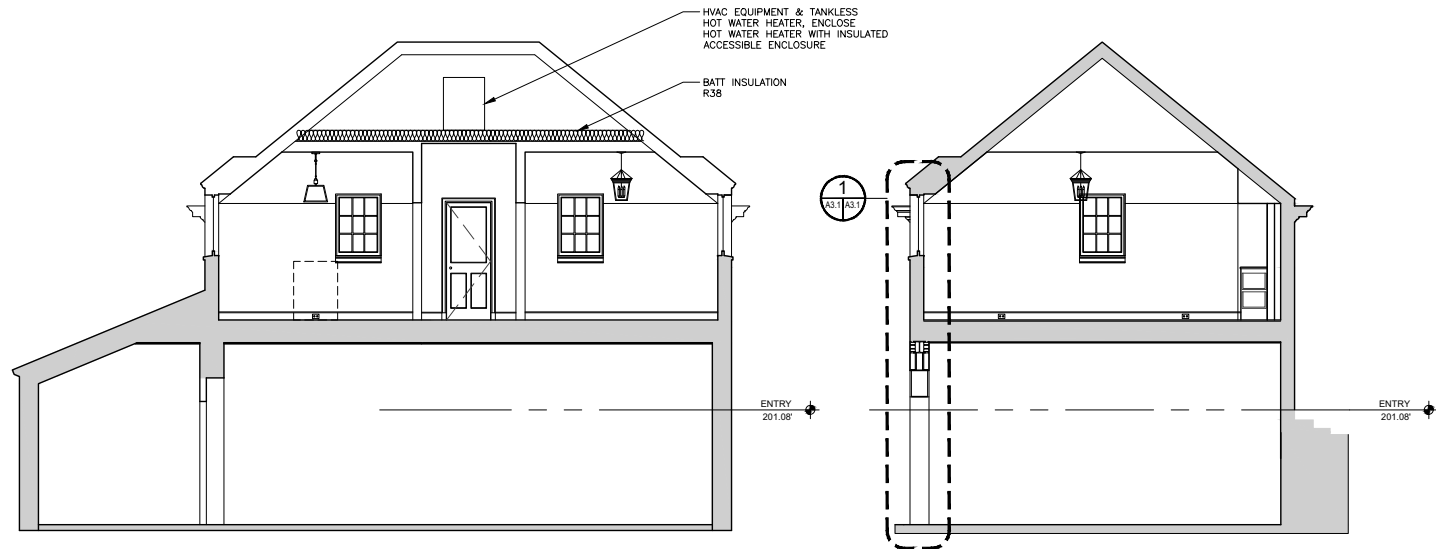 HVAC EQUIPMENT & TANKLESS
HOT WATER HEATER, ENCLOSE
HOT WATER HEATER WITH INSULATED
ACCESSIBLE ENCLOSURE
BATT INSULATION
R38
1
A3.1 A3.1
ENTRY
201.08'
ENTRY
201.08'